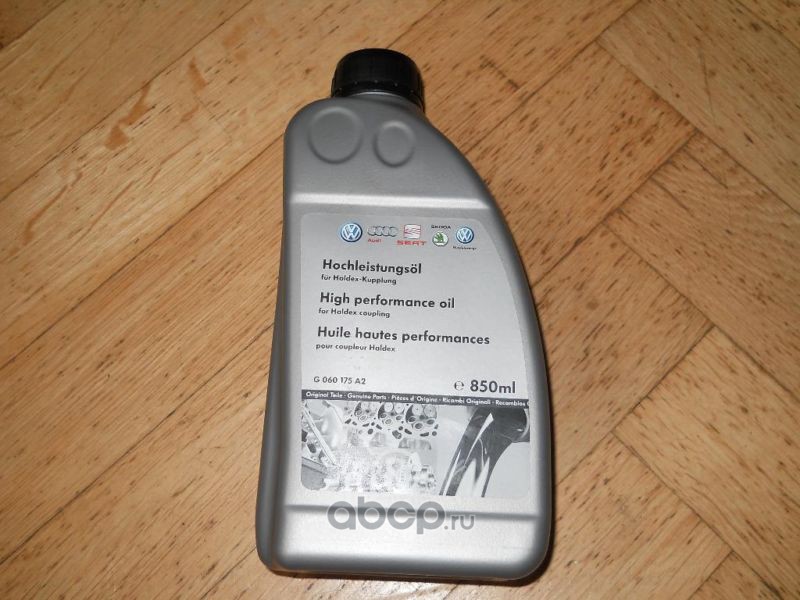 SKODA
Audi
SEAT
Hochleistungsöl
für Haldex-Kupplung
High performance oil
for Haldex coupling
Huile hautes performances
pour coupleur Haldex
G 060 175 A2
℮ 850ml
Original Teile · Genuine Parts · Pièces d'Origine · Ricambi Originali · Recambios
abcp.ru